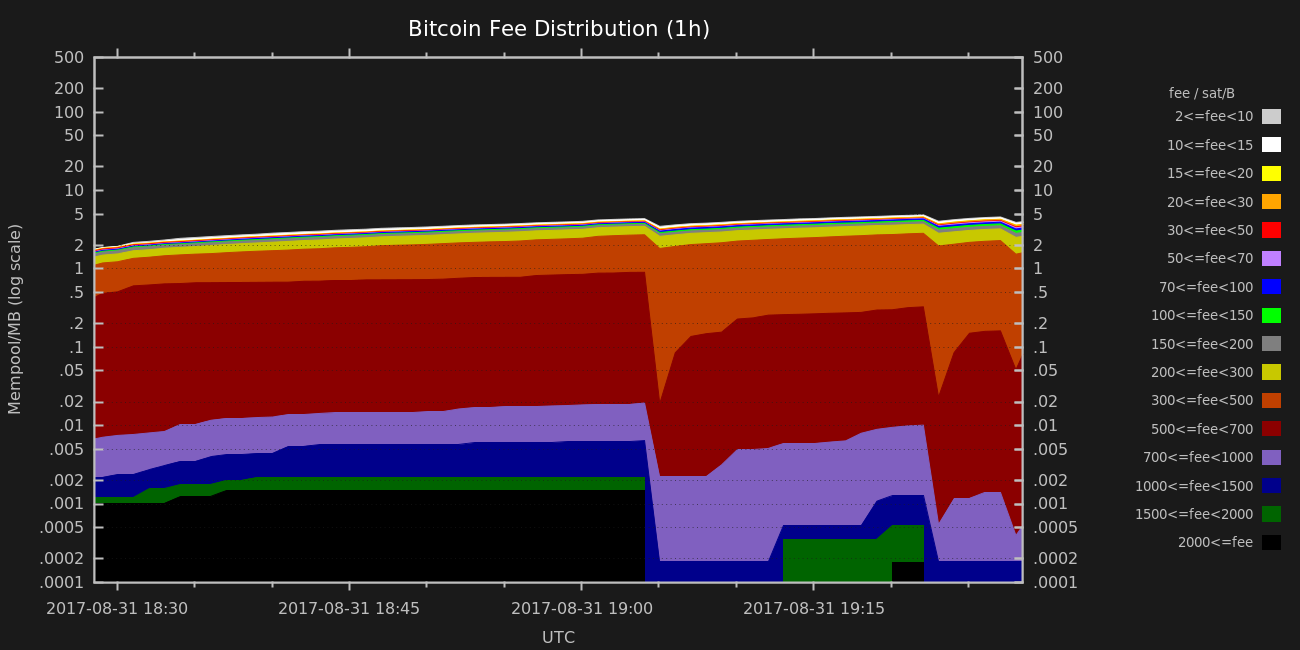 Bitcoin Fee Distribution (1h)
500
200
100
50
20
10
5
2
1
.5
.2
.1
.05
.02
.01
.005
.002
.001
.0005
.0002
.0001
Mempool/MB (log scale)
500
200
100
50
20
10
5
2
1
.5
.2
.1
.05
.02
.01
.005
.002
.001
.0005
.0002
.0001
2017-08-31 18:30 2017-08-31 18:45 2017-08-31 19:00 2017-08-31 19:15
UTC
fee / sat/B
2<=fee<10
10<=fee<15
15<=fee<20
20<=fee<30
30<=fee<50
50<=fee<70
70<=fee<100
100<=fee<150
150<=fee<200
200<=fee<300
300<=fee<500
500<=fee<700
700<=fee<1000
1000<=fee<1500
1500<=fee<2000
2000<=fee